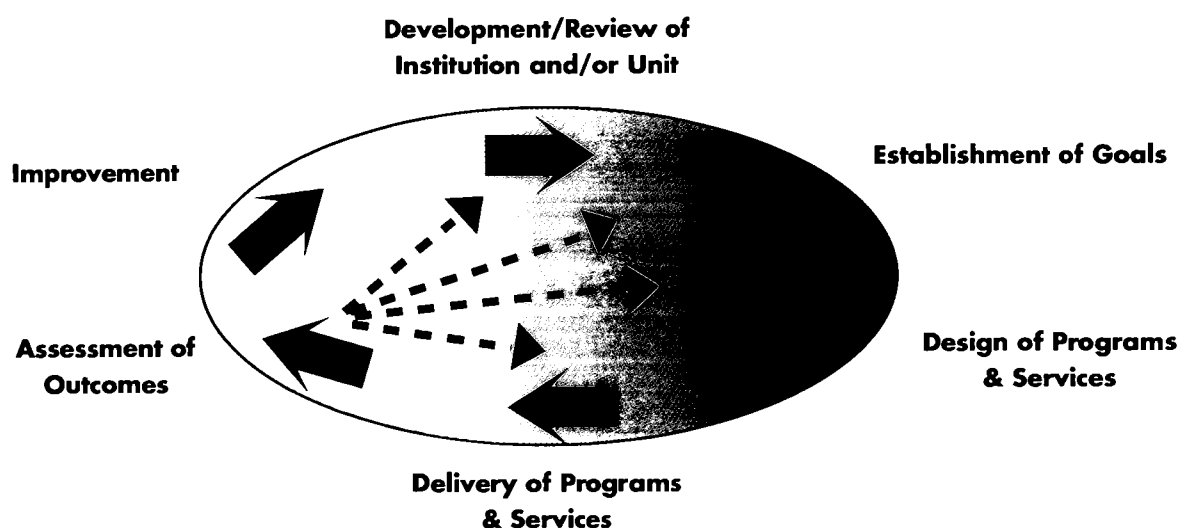 Development/Review of
Institution and/or Unit
Improvement
Establishment of Goals
Assessment of
Outcomes
Design of Programs
& Services
Delivery of Programs
& Services